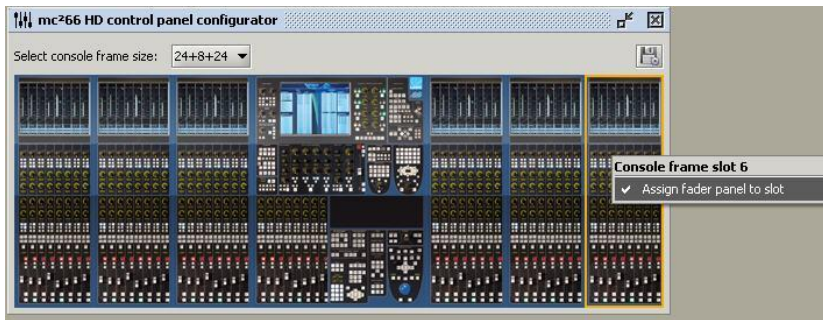 mc²66 HD control panel configurator
Select console frame size: 24+8+24
Console frame slot 6
Assign fader panel to slot